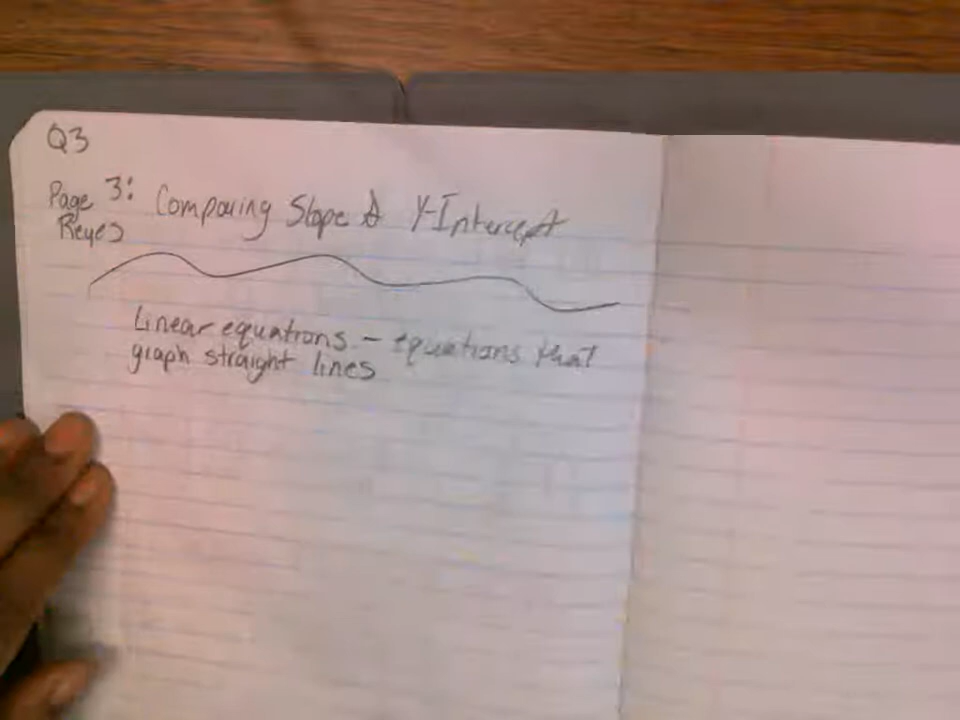 Q3
Page 3: Comparing Slope & Y-Intercept
Reyes
Linear equations - equations that
graph straight lines